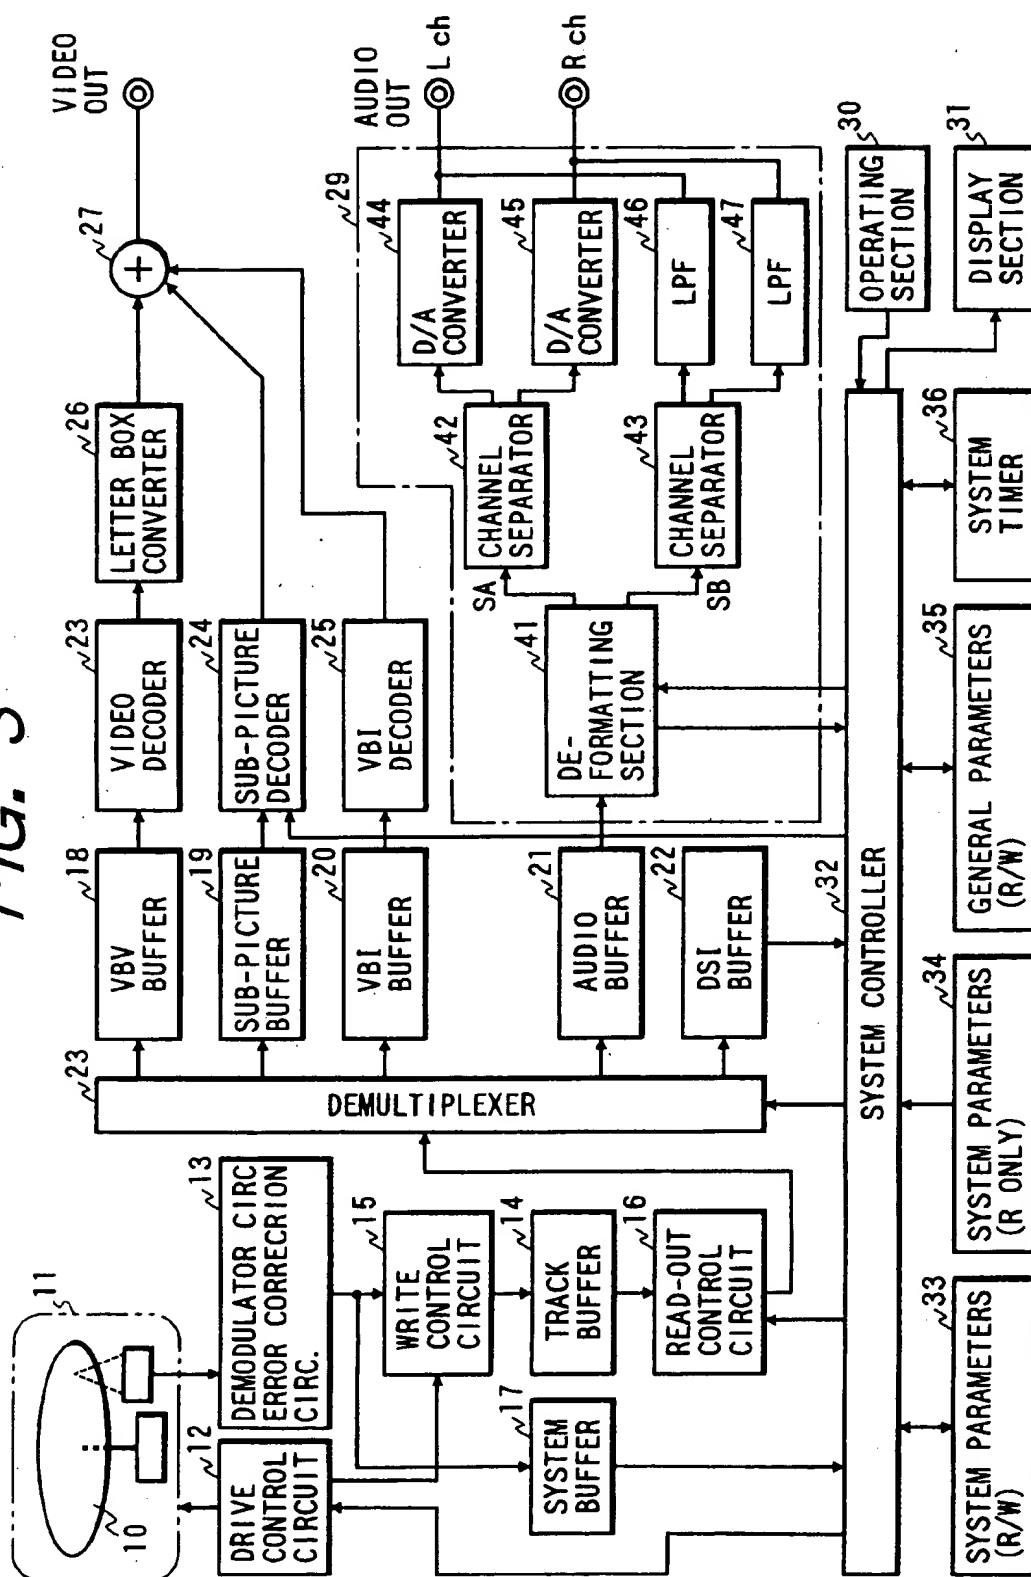 FIG. 3
VIDEO
OUT
AUDIO
OUT
L ch
R ch
11
10
12
DRIVE
CONTROL
CIRCUIT
13
DEMODULATOR CIRC
ERROR CORRECRION
CIRC.
15
WRITE
CONTROL
CIRCUIT
14
TRACK
BUFFER
16
READ-OUT
CONTROL
CIRCUIT
17
SYSTEM
BUFFER
23
DEMULTIPLEXER
18
VBV
BUFFER
19
SUB-PICTURE
BUFFER
20
VBI
BUFFER
21
AUDIO
BUFFER
22
DSI
BUFFER
23
VIDEO
DECODER
24
SUB-PICTURE
DECODER
25
VBI
DECODER
26
LETTER BOX
CONVERTER
27
+
29
41
DE-
FORMATTING
SECTION
SA
SB
42
CHANNEL
SEPARATOR
43
CHANNEL
SEPARATOR
44
D/A
CONVERTER
45
D/A
CONVERTER
46
LPF
47
LPF
30
OPERATING
SECTION
31
DISPLAY
SECTION
32
SYSTEM CONTROLLER
33
SYSTEM PARAMETERS
(R/W)
34
SYSTEM PARAMETERS
(R ONLY)
35
GENERAL PARAMETERS
(R/W)
36
SYSTEM
TIMER